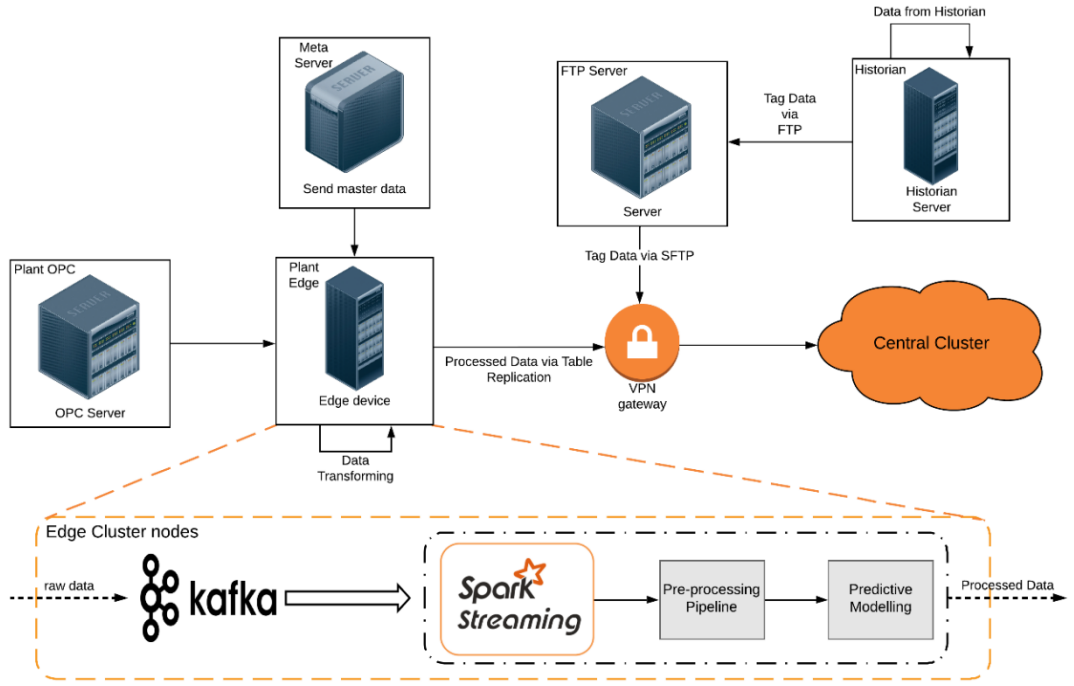 Data from Historian
Meta
Server
SERVER
Send master data
FTP Server
SERVER
Server
Tag Data
via
FTP
Historian
Historian
Server
Tag Data via SFTP
Plant OPC
SERVER
OPC Server
Plant
Edge
Edge device
Data
Transforming
Processed Data via Table
Replication
VPN
gateway
Central Cluster
Edge Cluster nodes
raw data
kafka
Spark
Streaming
Pre-processing
Pipeline
Predictive
Modelling
Processed Data